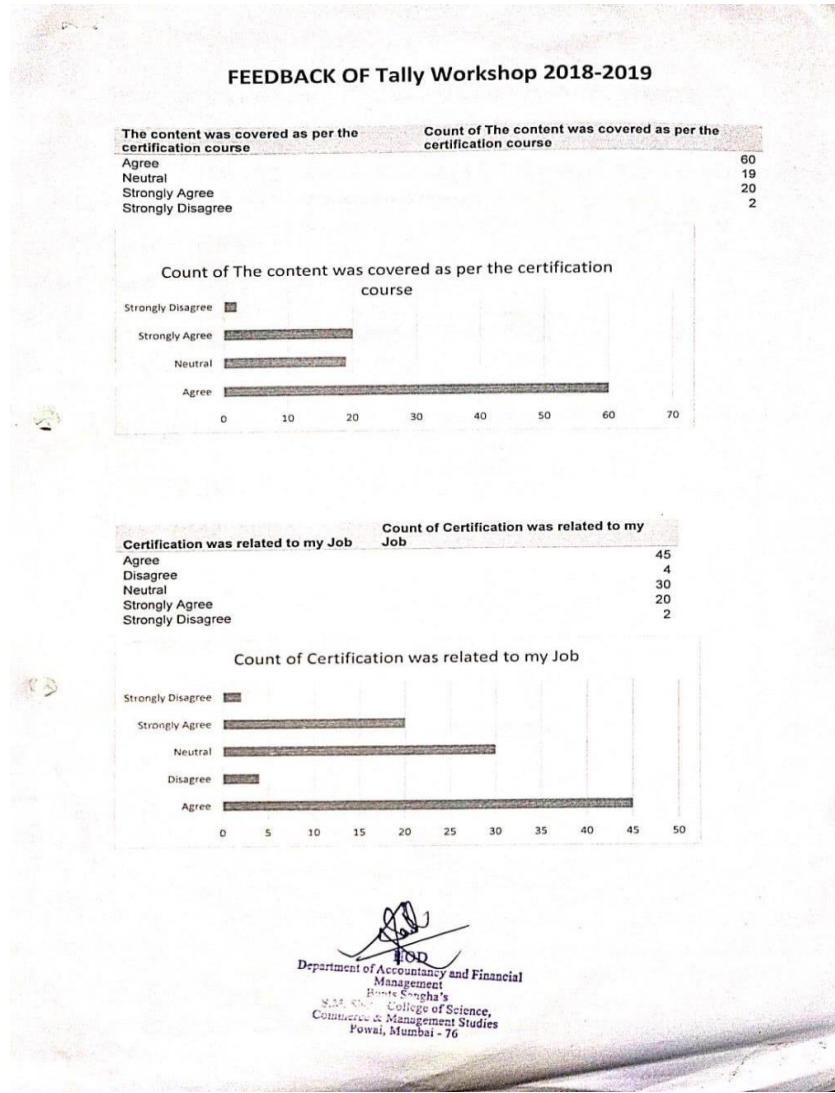 FEEDBACK OF Tally Workshop 2018-2019
The content was covered as per the certification course Count of The content was covered as per the certification course
Agree 60
Neutral 19
Strongly Agree 20
Strongly Disagree 2
Count of The content was covered as per the certification
course
Strongly Disagree
Strongly Agree
Neutral
Agree
0 10 20 30 40 50 60 70
Certification was related to my Job Count of Certification was related to my Job
Agree 45
Disagree 4
Neutral 30
Strongly Agree 20
Strongly Disagree 2
Count of Certification was related to my Job
Strongly Disagree
Strongly Agree
Neutral
Disagree
Agree
0 5 10 15 20 25 30 35 40 45 50
HOD
Department of Accountancy and Financial
Management
Bunts Sangha's
S.M. College of Science,
Commerce & Management Studies
Powai, Mumbai - 76